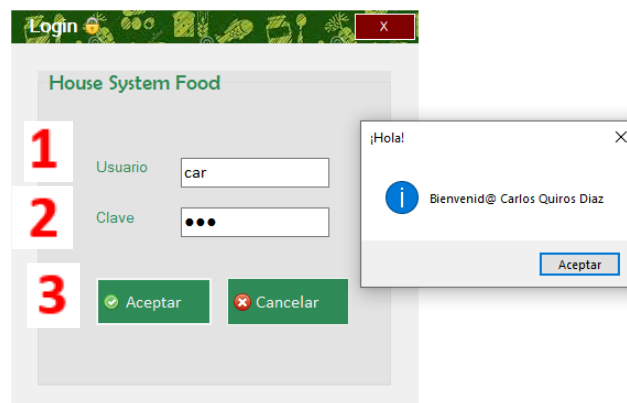 Login
X
House System Food
1
Usuario
car
2
Clave
●●●
3
Aceptar
Cancelar
¡Hola!
Bienvenid@ Carlos Quiros Diaz
Aceptar